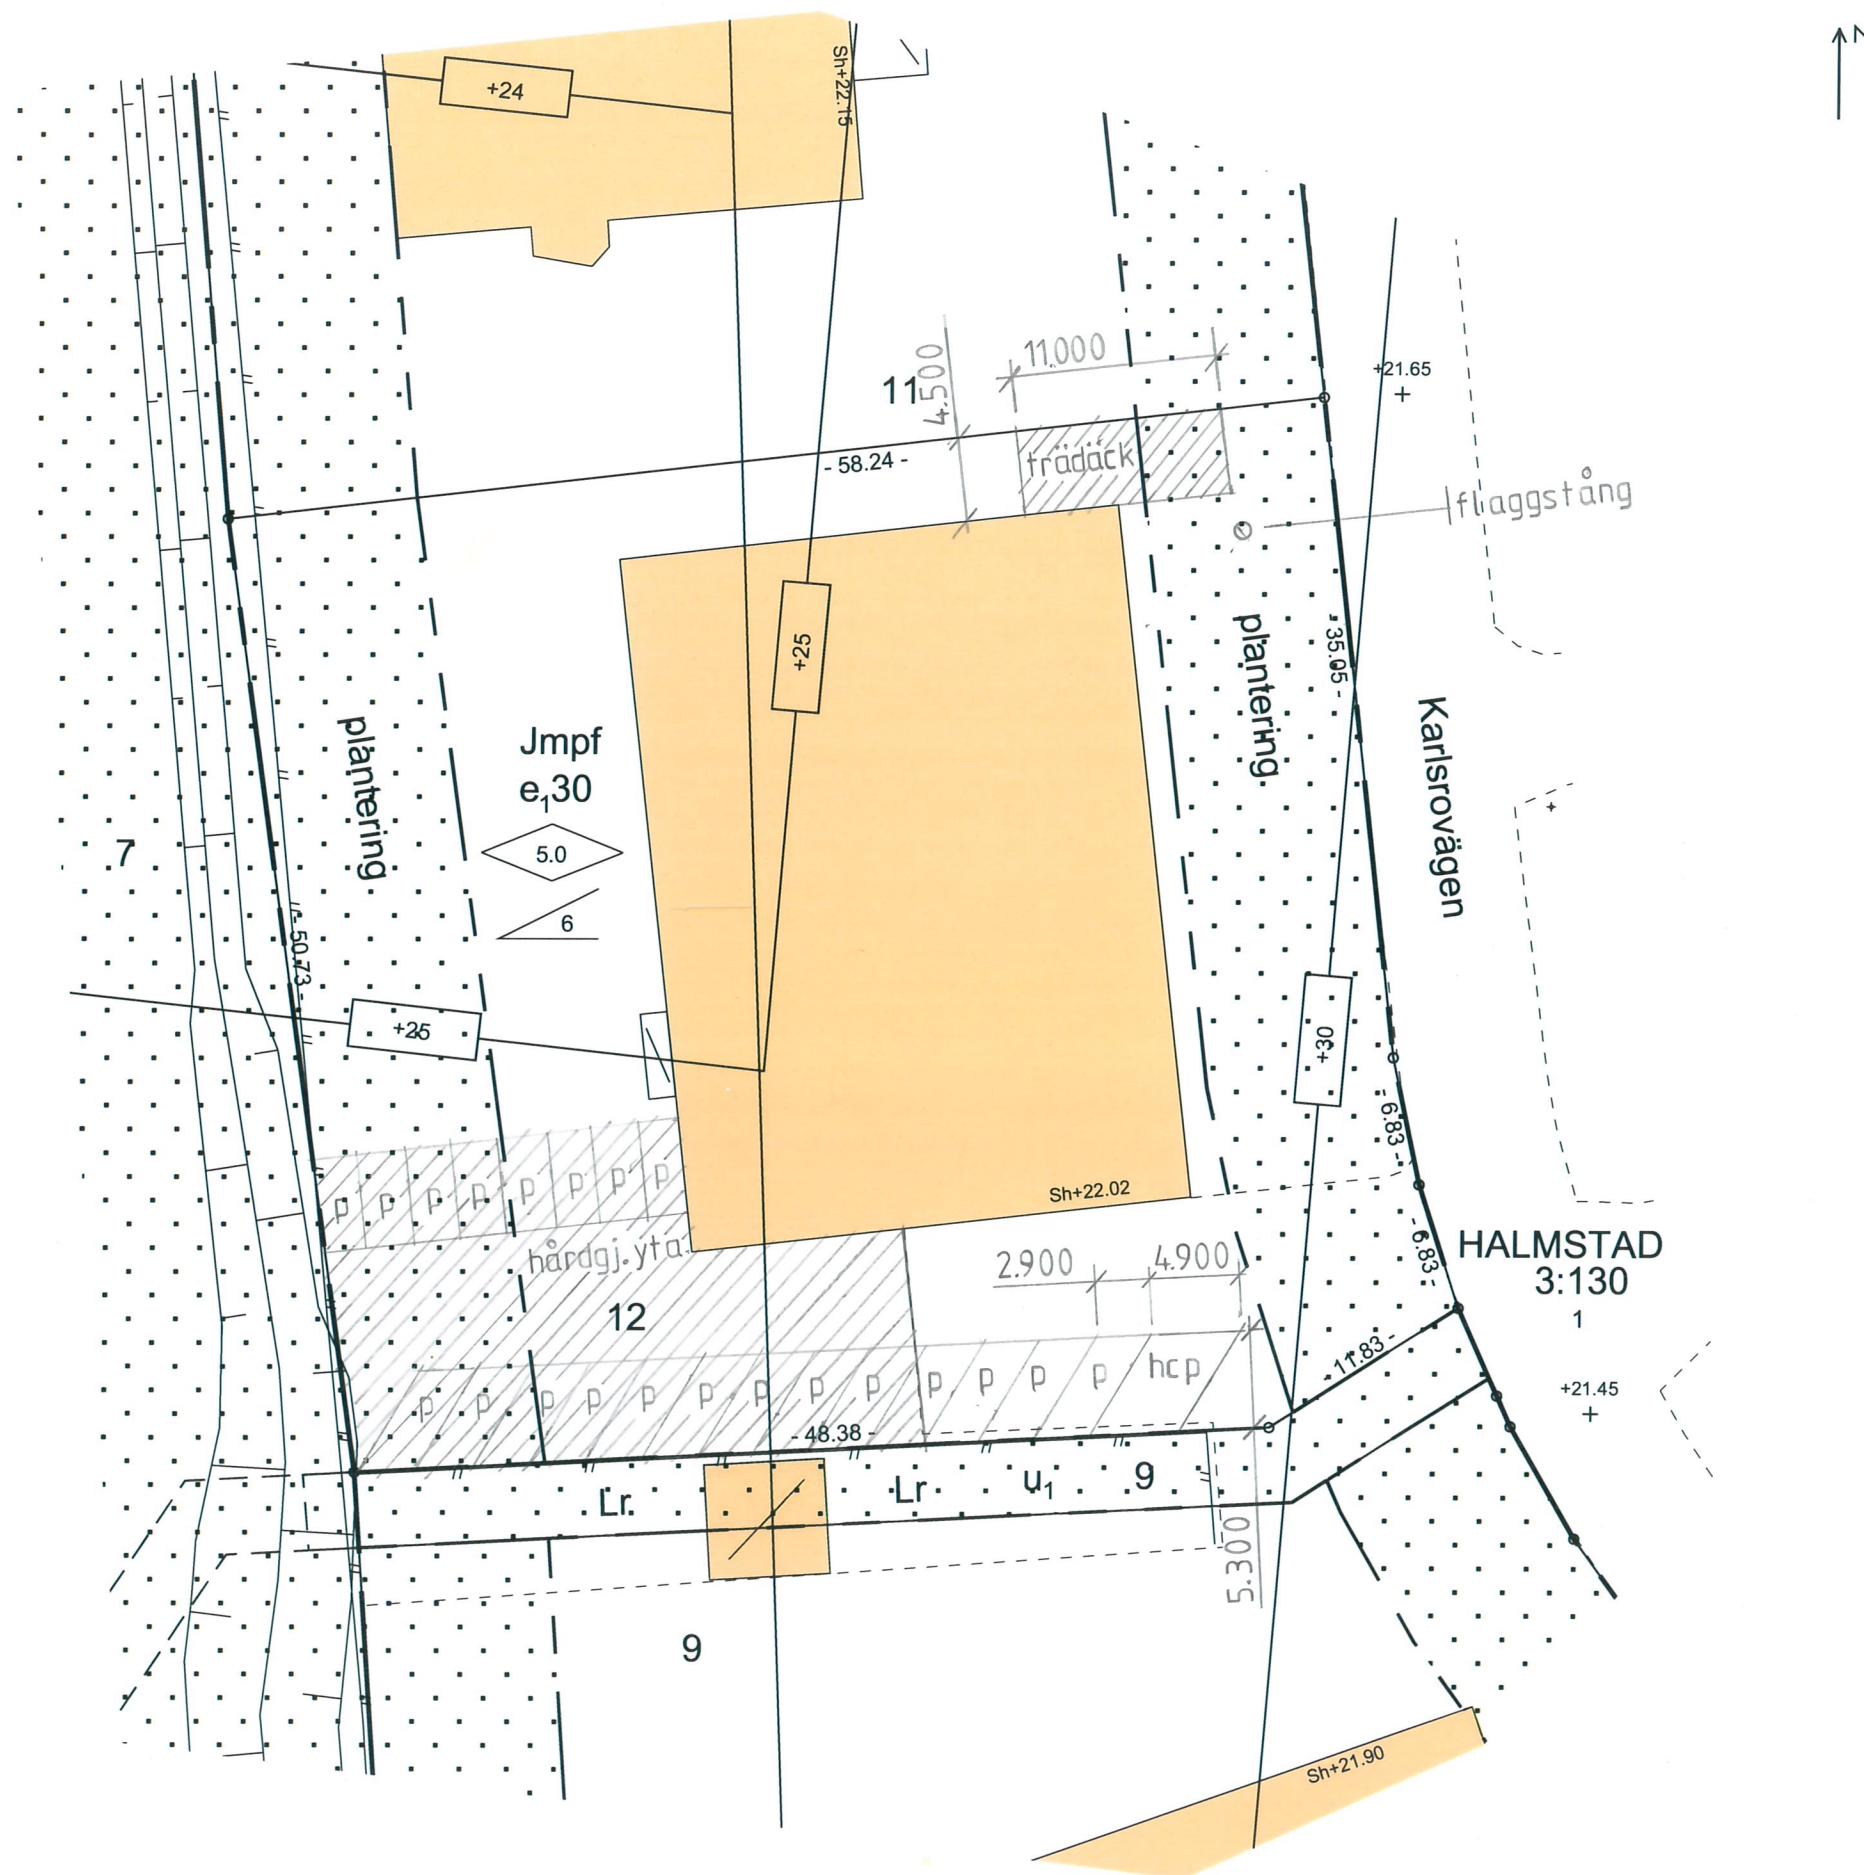 N
+24
Sh+22.15
11.000
+21.65
11
4.500
- 58.24 -
trädäck
flaggstång
+25
- 35.05 -
plantering
plantering
Karlsrovägen
Jmpf
e₁30
5.0
6
7
- 50.73 -
+25
+30
- 6.83 -
p p p p p p p p
Sh+22.02
hårdgj. yta
2.900
4.900
- 6.83 -
HALMSTAD
3:130
1
12
- 11.83 -
+21.45
p p p p p p p p p p p p p hcp
- 48.38 -
Lr
Lr
u₁
9
5.300
9
Sh+21.90